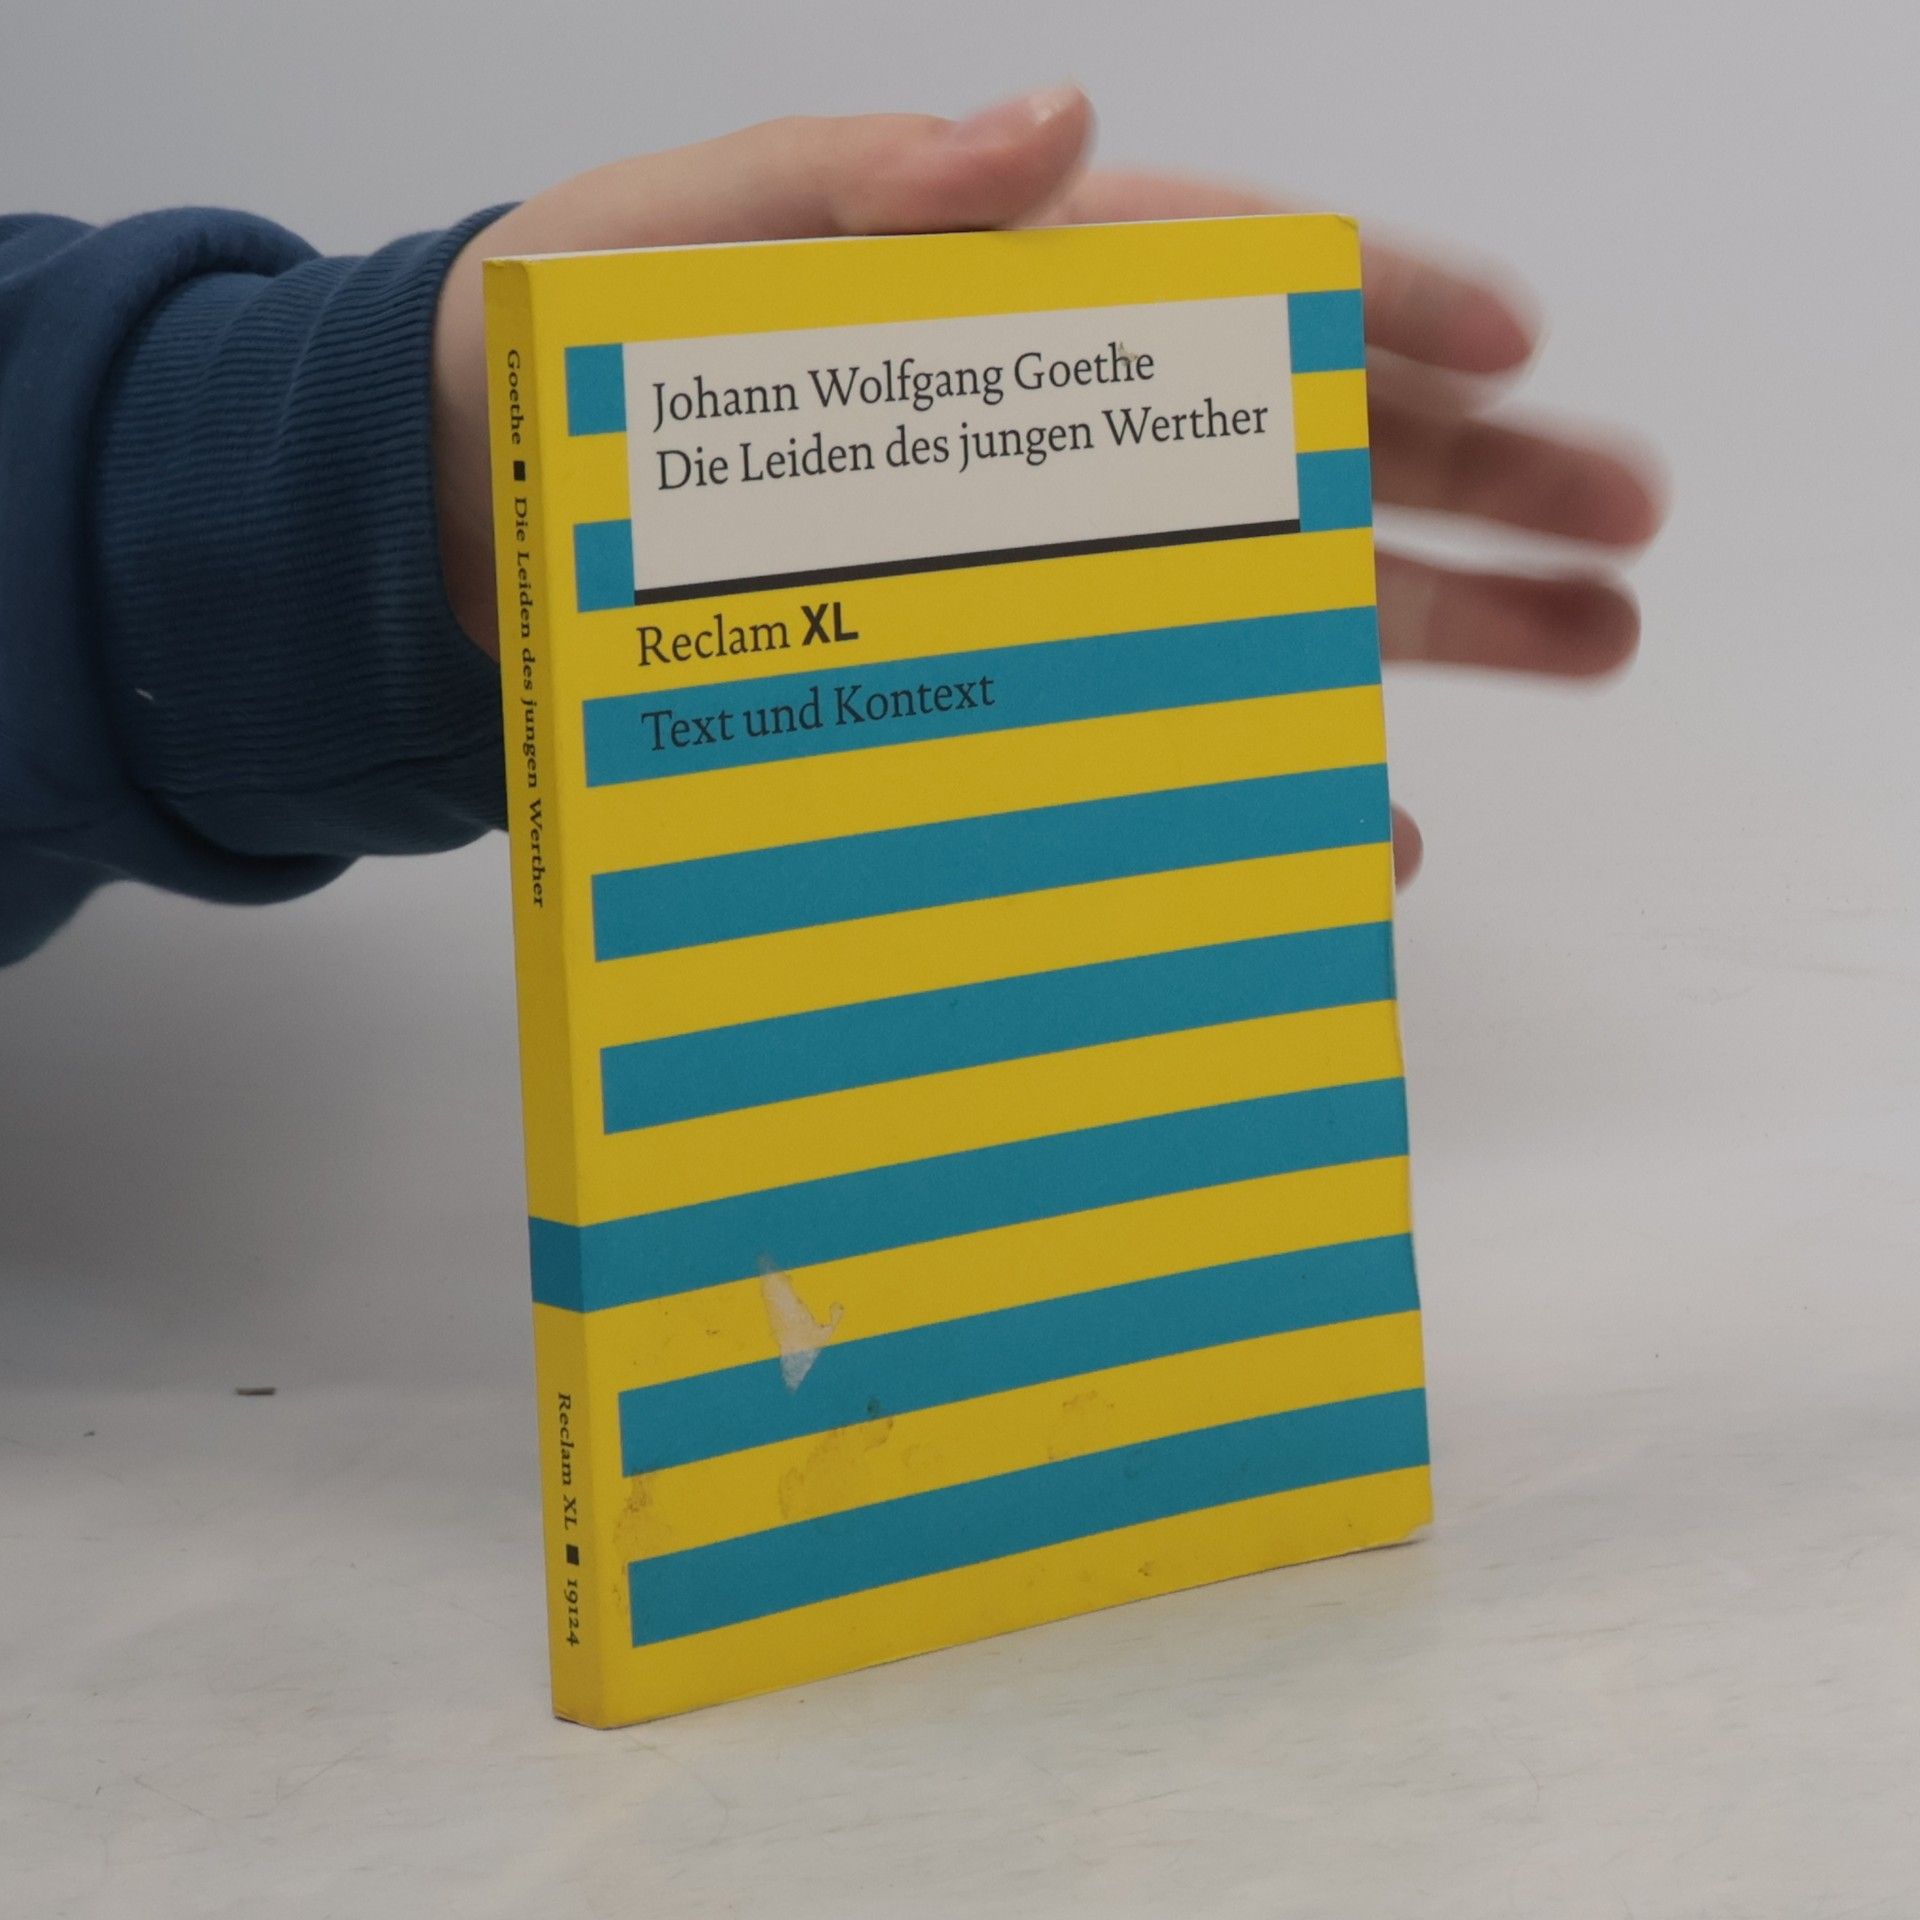 Johann Wolfgang Goethe
Die Leiden des jungen Werther
Reclam XL
Text und Kontext
Goethe ■ Die Leiden des jungen Werther
Reclam XL ■ 19124